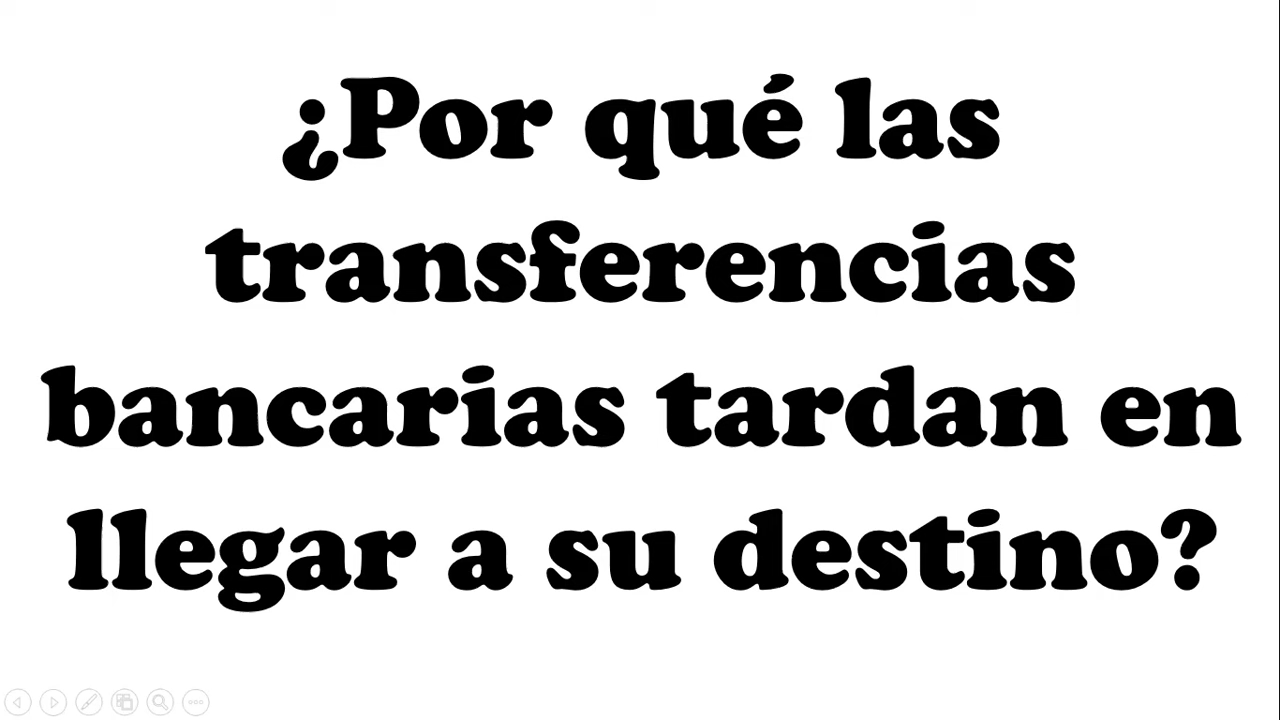 ¿Por qué las
transferencias
bancarias tardan en
llegar a su destino?